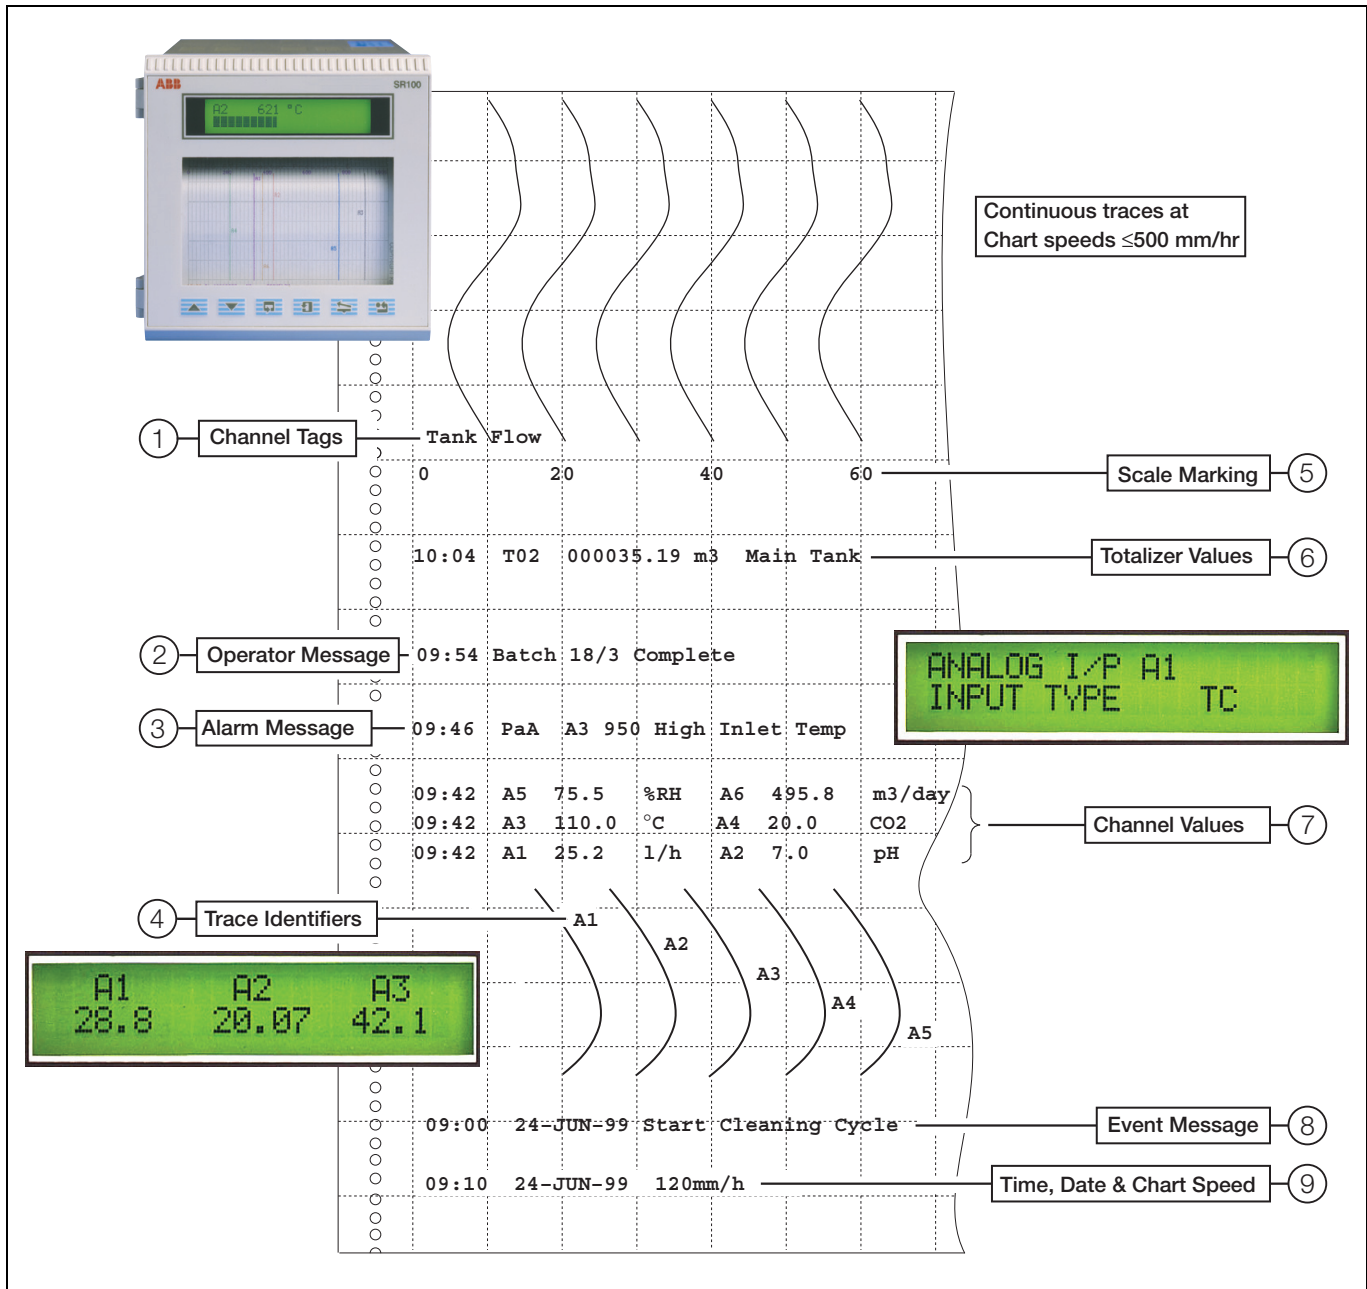 ABB
SR100
A2 621 °C
Continuous traces at
Chart speeds ≤500 mm/hr
1 Channel Tags
Tank Flow
0 20 40 60
Scale Marking 5
10:04 T02 000035.19 m3 Main Tank
Totalizer Values 6
2 Operator Message
09:54 Batch 18/3 Complete
ANALOG I/P A1
INPUT TYPE TC
3 Alarm Message
09:46 PaA A3 950 High Inlet Temp
09:42 A5 75.5 %RH A6 495.8 m3/day
09:42 A3 110.0 °C A4 20.0 CO2
09:42 A1 25.2 l/h A2 7.0 pH
Channel Values 7
4 Trace Identifiers
A1
A2
A3
A4
A5
A1 A2 A3
28.8 20.07 42.1
09:00 24-JUN-99 Start Cleaning Cycle
Event Message 8
09:10 24-JUN-99 120mm/h
Time, Date & Chart Speed 9